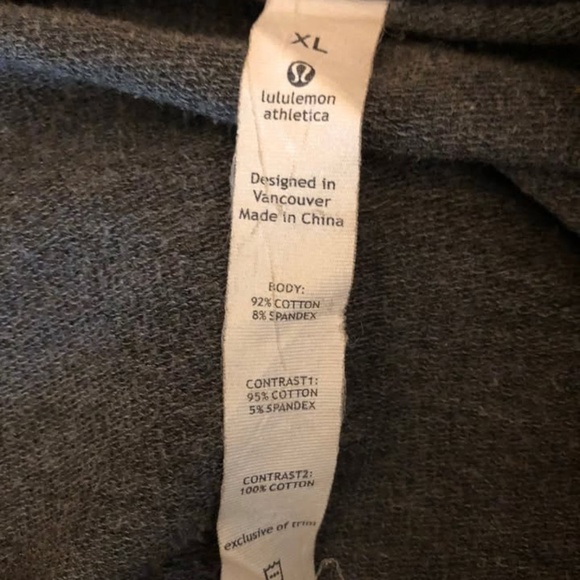 XL
lululemon
athletica
Designed in
Vancouver
Made in China
BODY:
92% COTTON
8% SPANDEX
CONTRAST1:
95% COTTON
5% SPANDEX
CONTRAST2:
100% COTTON
exclusive of trim